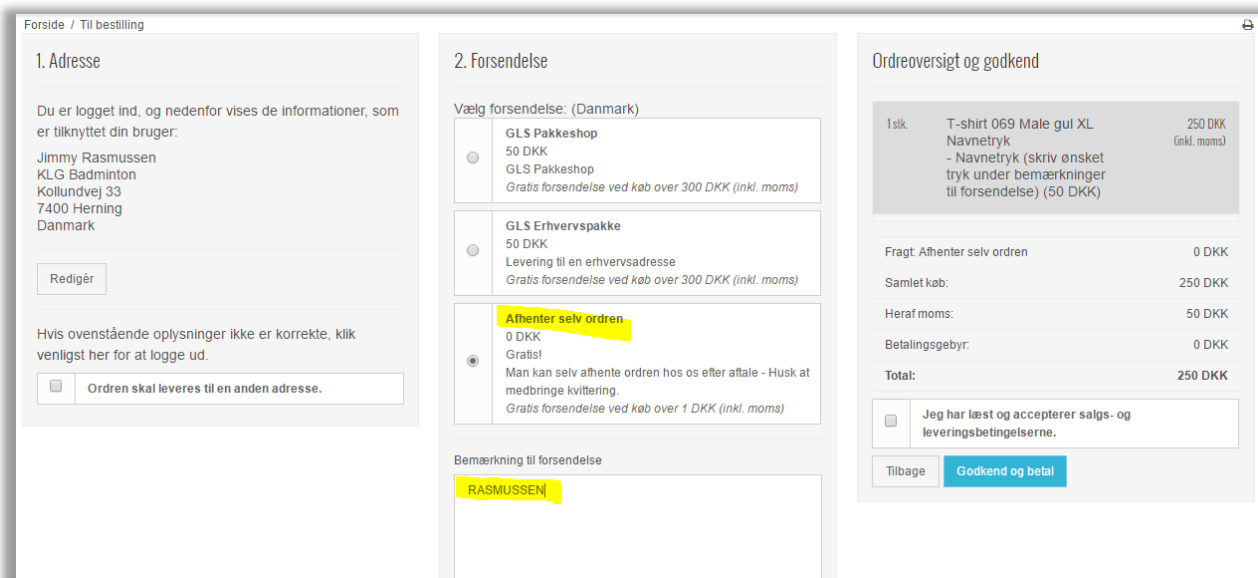 Forside / Til bestilling
1. Adresse
Du er logget ind, og nedenfor vises de informationer, som
er tilknyttet din bruger:
Jimmy Rasmussen
KLG Badminton
Kollundvej 33
7400 Herning
Danmark
Redigér
Hvis ovenstående oplysninger ikke er korrekte, klik
venligst her for at logge ud.
Ordren skal leveres til en anden adresse.
2. Forsendelse
Vælg forsendelse: (Danmark)
GLS Pakkeshop
50 DKK
GLS Pakkeshop
Gratis forsendelse ved køb over 300 DKK (inkl. moms)
GLS Erhvervspakke
50 DKK
Levering til en erhvervsadresse
Gratis forsendelse ved køb over 300 DKK (inkl. moms)
Afhenter selv ordren
0 DKK
Gratis!
Man kan selv afhente ordren hos os efter aftale - Husk at
medbringe kvittering.
Gratis forsendelse ved køb over 1 DKK (inkl. moms)
Bemærkning til forsendelse
RASMUSSEN
Ordreoversigt og godkend
1 stk. T-shirt 069 Male gul XL 250 DKK
Navnetryk (inkl. moms)
- Navnetryk (skriv ønsket
tryk under bemærkninger
til forsendelse) (50 DKK)
Fragt: Afhenter selv ordren 0 DKK
Samlet køb: 250 DKK
Heraf moms: 50 DKK
Betalingsgebyr: 0 DKK
Total: 250 DKK
Jeg har læst og accepterer salgs- og
leveringsbetingelserne.
Tilbage Godkend og betal